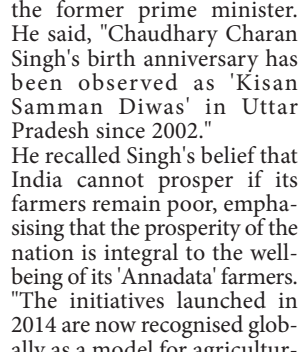 the former prime minister.
He said, "Chaudhary Charan
Singh's birth anniversary has
been observed as 'Kisan
Samman Diwas' in Uttar
Pradesh since 2002."
He recalled Singh's belief that
India cannot prosper if its
farmers remain poor, empha-
sising that the prosperity of the
nation is integral to the well-
being of its 'Annadata' farmers.
"The initiatives launched in
2014 are now recognised glob-
ally as a model for agricultur-